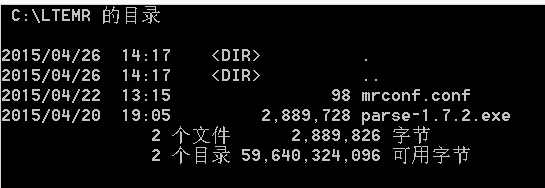 C:\LTEMR 的目录
2015/04/26  14:17    <DIR>          .
2015/04/26  14:17    <DIR>          ..
2015/04/22  13:15                98 mrconf.conf
2015/04/20  19:05         2,889,728 parse-1.7.2.exe
2 个文件      2,889,826 字节
2 个目录 59,640,324,096 可用字节